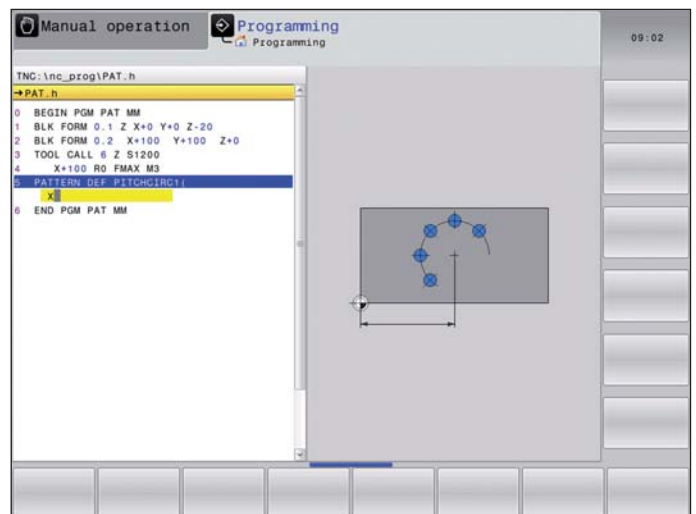 Manual operation
Programming
Programming
09:02
TNC:\nc_prog\PAT.h
→PAT.h
0 BEGIN PGM PAT MM
1 BLK FORM 0.1 Z X+0 Y+0 Z-20
2 BLK FORM 0.2 X+100 Y+100 Z+0
3 TOOL CALL 6 Z S1200
4 X+100 R0 FMAX M3
5 PATTERN DEF PITCHCIRC1(
X
6 END PGM PAT MM